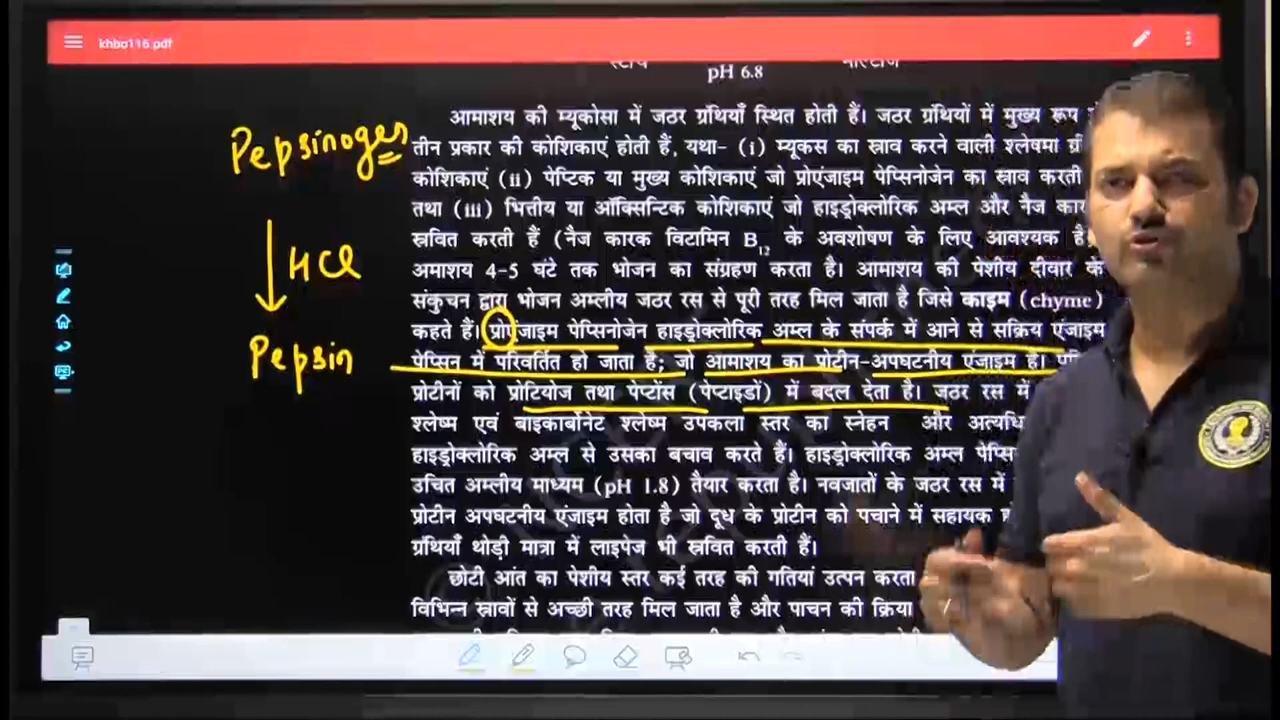 khbo116.pdf
pH 6.8
आमाशय की म्यूकोसा में जठर ग्रंथियाँ स्थित होती हैं। जठर ग्रंथियों में मुख्य रूप
Pepsinogen
तीन प्रकार की कोशिकाएं होती हैं, यथा- (i) म्यूकस का स्राव करने वाली श्लेषमा
कोशिकाएं (ii) पेप्टिक या मुख्य कोशिकाएं जो प्रोएंजाइम पेप्सिनोजेन का स्राव करती
तथा (iii) भित्तीय या ऑक्सिन्टिक कोशिकाएं जो हाइड्रोक्लोरिक अम्ल और नैज
स्रवित करती हैं (नैज कारक विटामिन B12 के अवशोषण के लिए आवश्यक है
HCl
अमाशय 4-5 घंटे तक भोजन का संग्रहण करता है। आमाशय की पेशीय दीवार के
संकुचन द्वारा भोजन अम्लीय जठर रस से पूरी तरह मिल जाता है जिसे काइम (chyme)
कहते हैं। प्रोएंजाइम पेप्सिनोजेन हाइड्रोक्लोरिक अम्ल के संपर्क में आने से सक्रिय एंजाइम
Pepsin
पेप्सिन में परिवर्तित हो जाता है; जो आमाशय का प्रोटीन-अपघटनीय एंजाइम है।
प्रोटीनों को प्रोटियोज तथा पेप्टोंस (पेप्टाइडों) में बदल देता है। जठर रस में
श्लेष्म एवं बाइकार्बोनेट श्लेष्म उपकला स्तर का स्नेहन और
हाइड्रोक्लोरिक अम्ल से उसका बचाव करते हैं। हाइड्रोक्लोरिक अम्ल
उचित अम्लीय माध्यम (pH 1.8) तैयार करता है। नवजातों के जठर रस में
प्रोटीन अपघटनीय एंजाइम होता है जो दूध के प्रोटीन को पचाने में सहायक
ग्रंथियाँ थोड़ी मात्रा में लाइपेज भी स्रवित करती हैं।
छोटी आंत का पेशीय स्तर कई तरह की गतियां उत्पन करता
विभिन्न स्रावों से अच्छी तरह मिल जाता है और पाचन की क्रिया